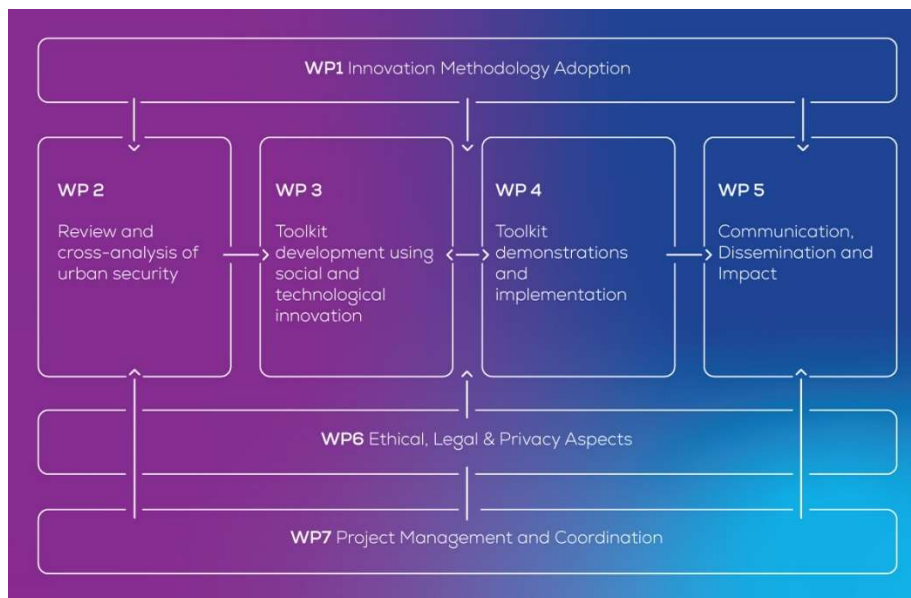 WP1 Innovation Methodology Adoption
WP 2
Review and
cross-analysis of
urban security
WP 3
Toolkit
development using
social and
technological
innovation
WP 4
Toolkit
demonstrations
and
implementation
WP 5
Communication,
Dissemination and
Impact
WP6 Ethical, Legal & Privacy Aspects
WP7 Project Management and Coordination